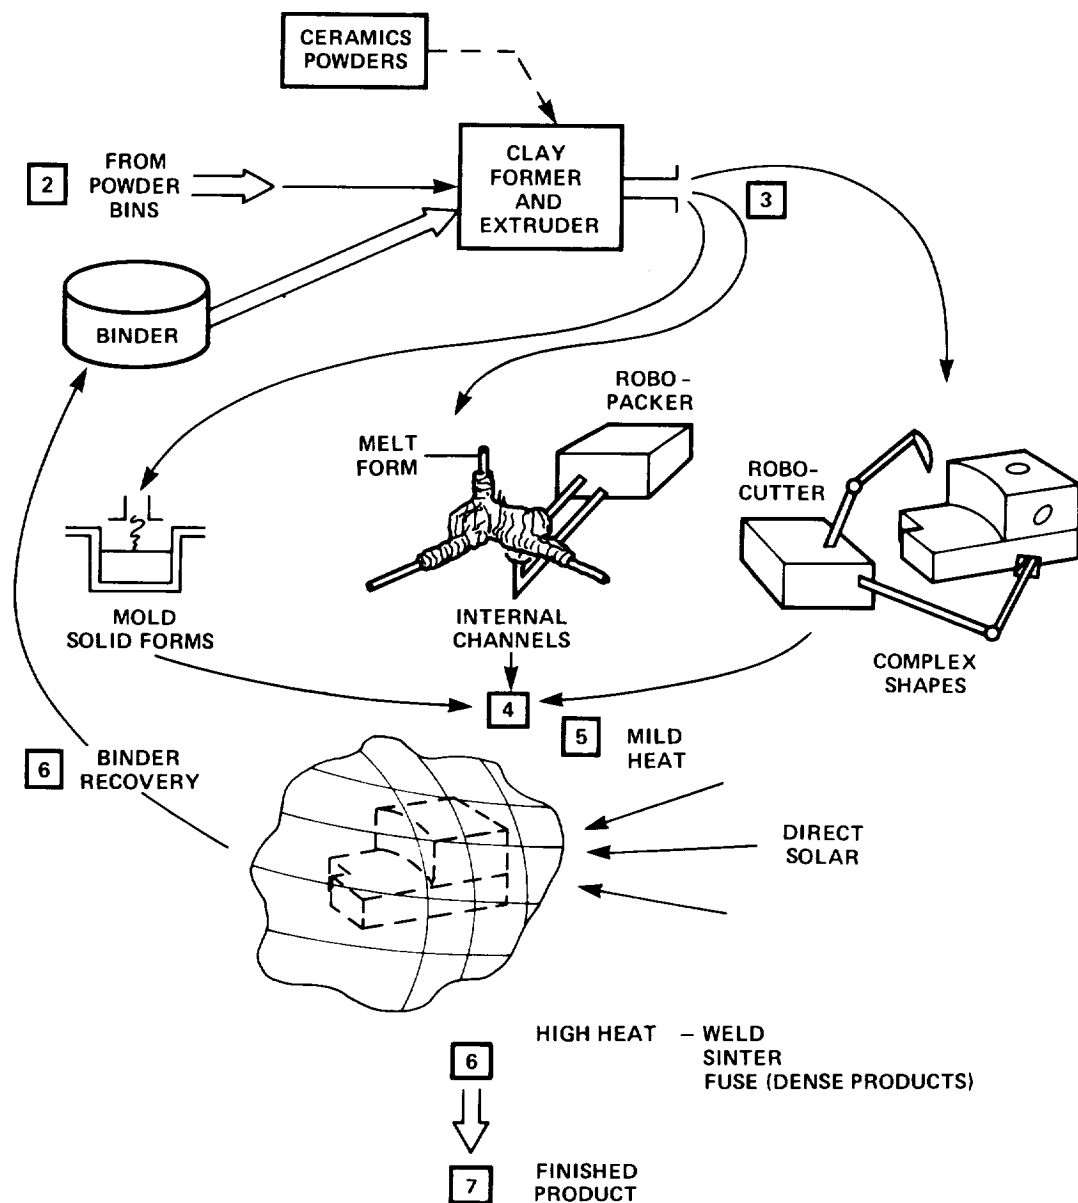 CERAMICS
POWDERS
2
FROM
POWDER
BINS
CLAY
FORMER
AND
EXTRUDER
3
BINDER
ROBO -
PACKER
MELT
FORM
ROBO-
CUTTER
MOLD
SOLID FORMS
INTERNAL
CHANNELS
COMPLEX
SHAPES
4
5
MILD
HEAT
6
BINDER
RECOVERY
DIRECT
SOLAR
HIGH HEAT – WELD
SINTER
FUSE (DENSE PRODUCTS)
6
7
FINISHED
PRODUCT